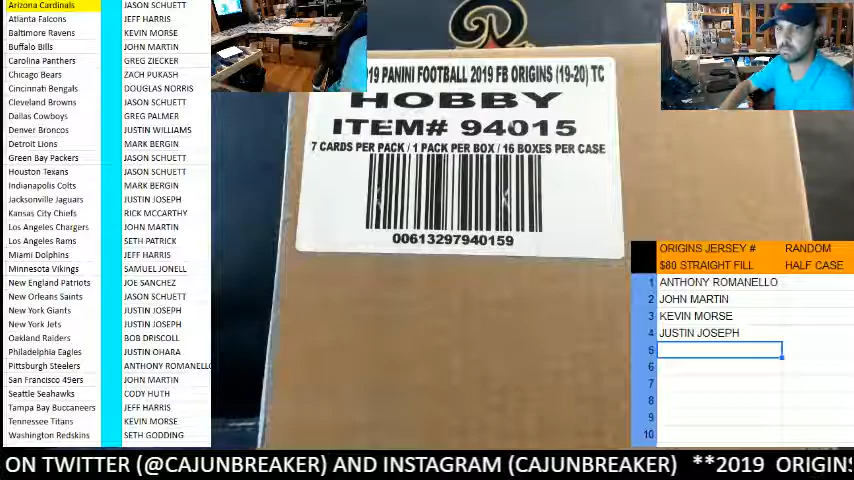 Arizona Cardinals JASON SCHUETT
Atlanta Falcons JEFF HARRIS
Baltimore Ravens KEVIN MORSE
Buffalo Bills JOHN MARTIN
Carolina Panthers GREG ZIECKER
Chicago Bears ZACH PUKASH
Cincinnati Bengals DOUGLAS NORRIS
Cleveland Browns JASON SCHUETT
Dallas Cowboys GREG PALMER
Denver Broncos JUSTIN WILLIAMS
Detroit Lions MARK BERGIN
Green Bay Packers JASON SCHUETT
Houston Texans JASON SCHUETT
Indianapolis Colts MARK BERGIN
Jacksonville Jaguars JUSTIN JOSEPH
Kansas City Chiefs RICK MCCARTHY
Los Angeles Chargers JOHN MARTIN
Los Angeles Rams SETH PATRICK
Miami Dolphins JEFF HARRIS
Minnesota Vikings SAMUEL JONELL
New England Patriots JOE SANCHEZ
New Orleans Saints JASON SCHUETT
New York Giants JUSTIN JOSEPH
New York Jets JUSTIN JOSEPH
Oakland Raiders BOB DRISCOLL
Philadelphia Eagles JUSTIN OHARA
Pittsburgh Steelers ANTHONY ROMANELLO
San Francisco 49ers JOHN MARTIN
Seattle Seahawks CODY HUTH
Tampa Bay Buccaneers JEFF HARRIS
Tennessee Titans KEVIN MORSE
Washington Redskins SETH GODDING
19 PANINI FOOTBALL 2019 FB ORIGINS (19-20) TC
HOBBY
ITEM# 94015
7 CARDS PER PACK / 1 PACK PER BOX / 16 BOXES PER CASE
00613297940159
ORIGINS JERSEY # RANDOM
$80 STRAIGHT FILL HALF CASE
1 ANTHONY ROMANELLO
2 JOHN MARTIN
3 KEVIN MORSE
4 JUSTIN JOSEPH
5
6
7
8
9
10
ON TWITTER (@CAJUNBREAKER) AND INSTAGRAM (CAJUNBREAKER) **2019 ORIGINS